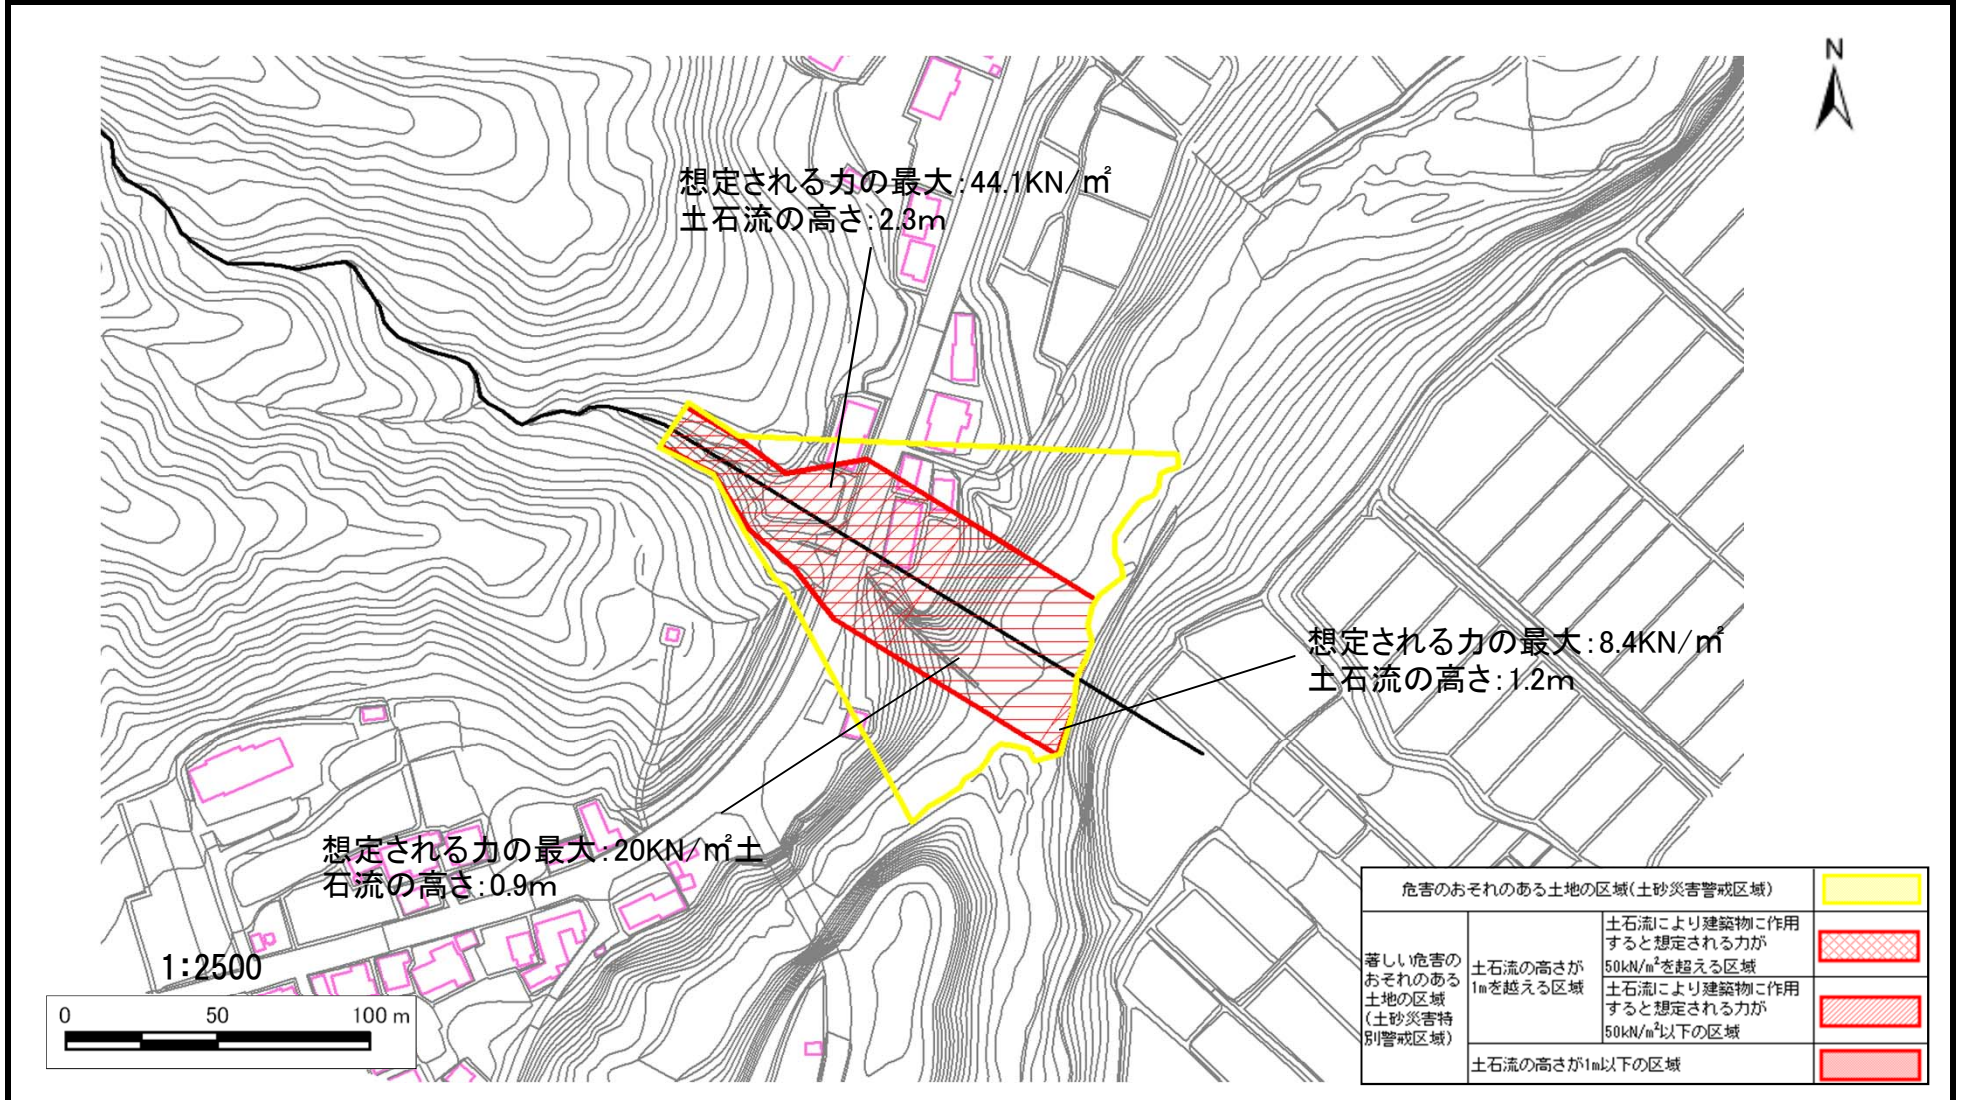 N
想定される力の最大:44.1KN/㎡
土石流の高さ:2.3m
想定される力の最大:8.4KN/㎡
土石流の高さ:1.2m
想定される力の最大:20KN/㎡土
石流の高さ:0.9m
1:2500
0 50 100 m
危害のおそれのある土地の区域(土砂災害警戒区域)
著しい危害の
おそれのある
土地の区域
(土砂災害特
別警戒区域)
土石流の高さが
1mを越える区域
土石流により建築物に作用
すると想定される力が
50kN/m²を超える区域
土石流により建築物に作用
すると想定される力が
50kN/m²以下の区域
土石流の高さが1m以下の区域